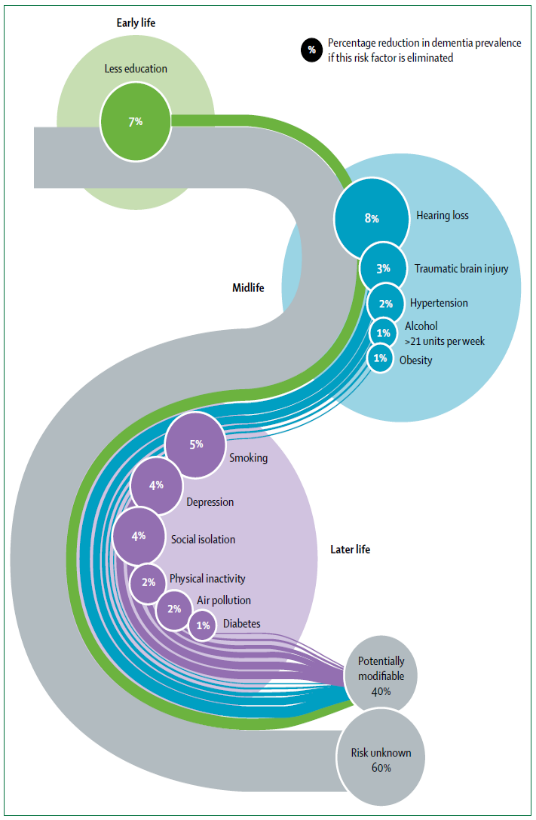 Early life
% Percentage reduction in dementia prevalence
if this risk factor is eliminated
Less education
7%
8% Hearing loss
3% Traumatic brain injury
Midlife
2% Hypertension
1% Alcohol
>21 units per week
1% Obesity
5% Smoking
4% Depression
4% Social isolation
Later life
2% Physical inactivity
2% Air pollution
1% Diabetes
Potentially
modifiable
40%
Risk unknown
60%